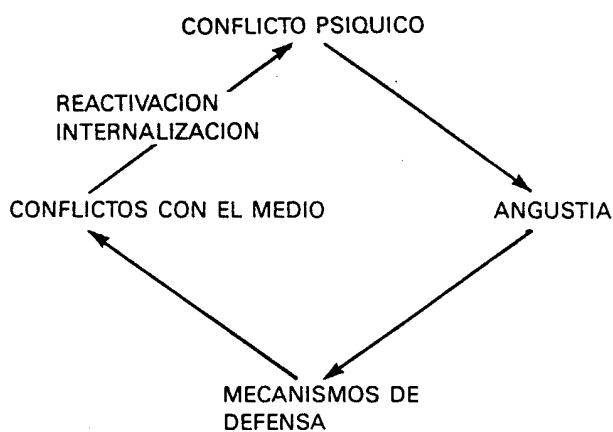 CONFLICTO PSIQUICO
REACTIVACION
INTERNALIZACION
CONFLICTOS CON EL MEDIO
ANGUSTIA
MECANISMOS DE
DEFENSA